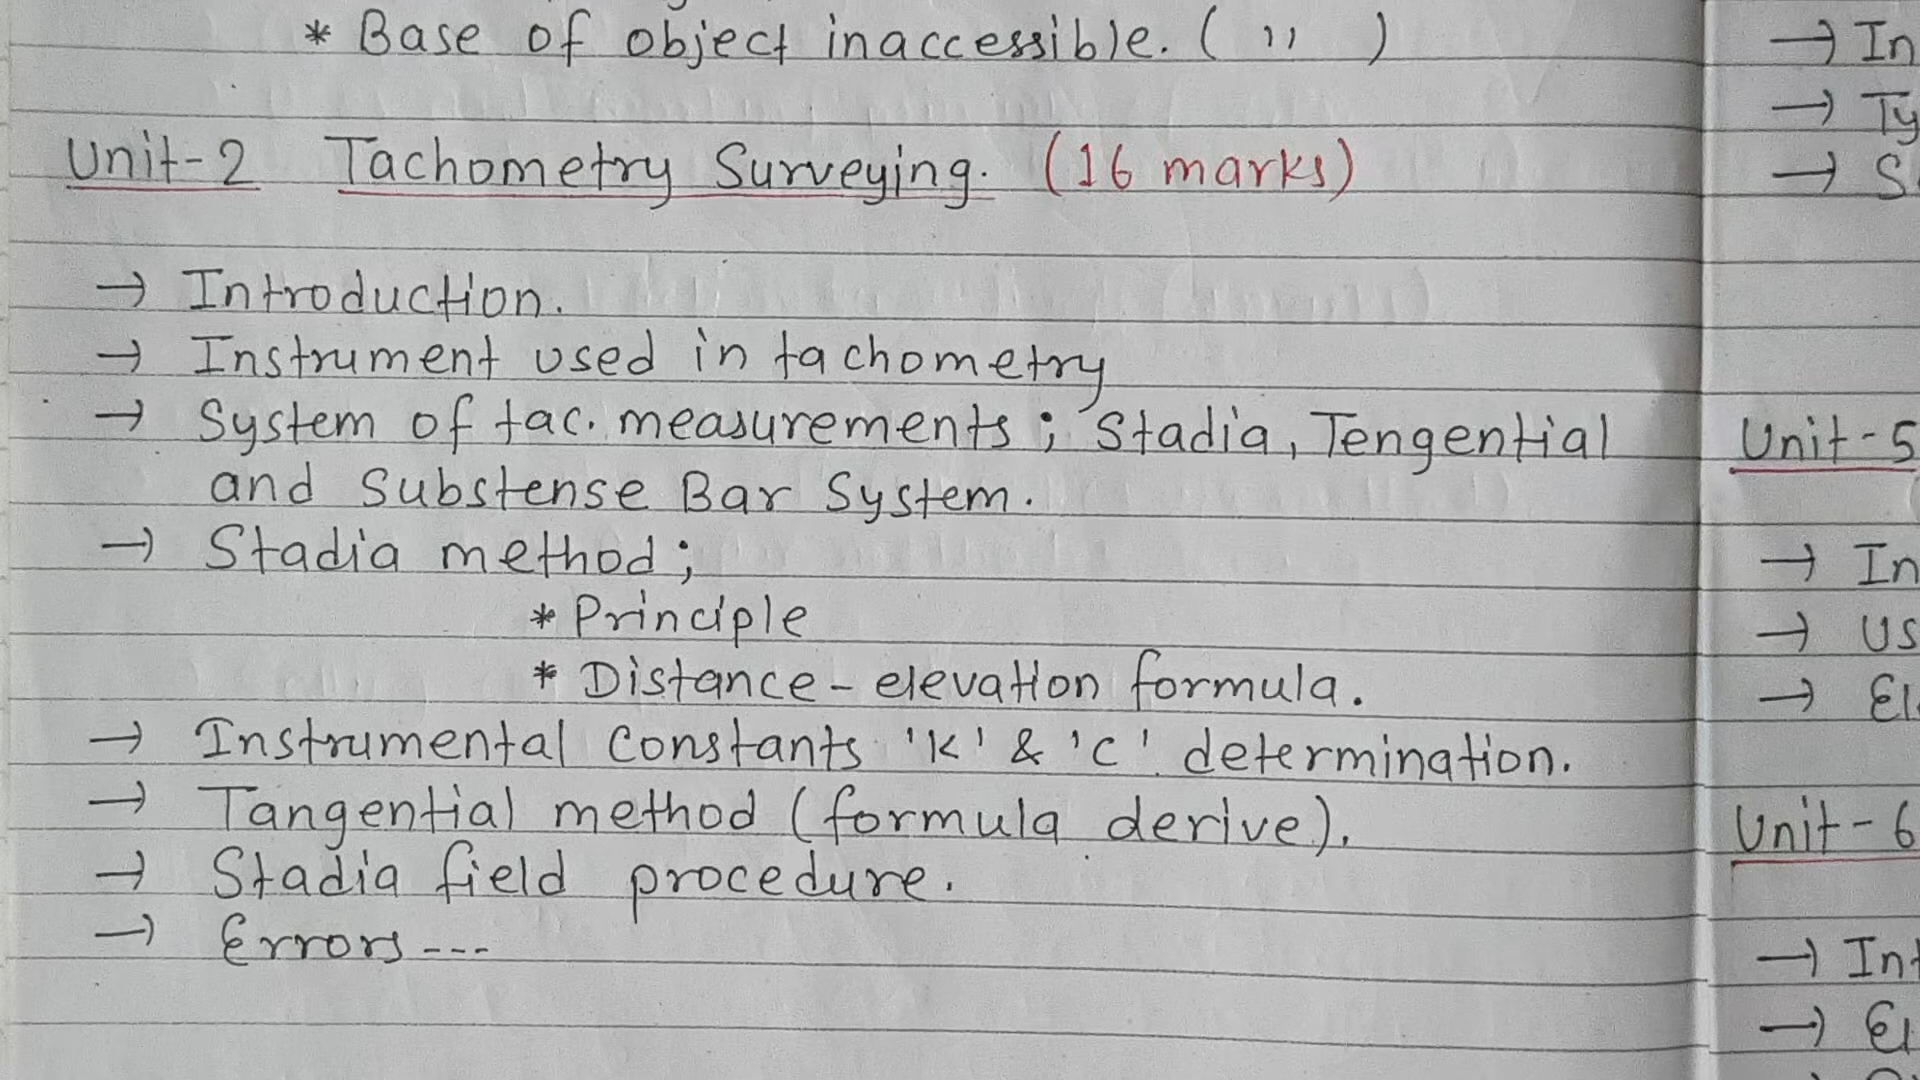 * Base of object inaccessible. ( ,, )
Unit-2 Tachometry Surveying. (16 marks)
→ Introduction.
→ Instrument used in tachometry
→ System of tac. measurements ; Stadia, Tengential
and Substense Bar System.
→ Stadia method ;
* Principle
* Distance - elevation formula.
→ Instrumental Constants 'K' & 'C' determination.
→ Tangential method (formula derive).
→ Stadia field procedure.
→ Errors ---
→ In
→ Ty
→ S
Unit-5
→ In
→ Us
→ El
Unit-6
→ Int
→ El